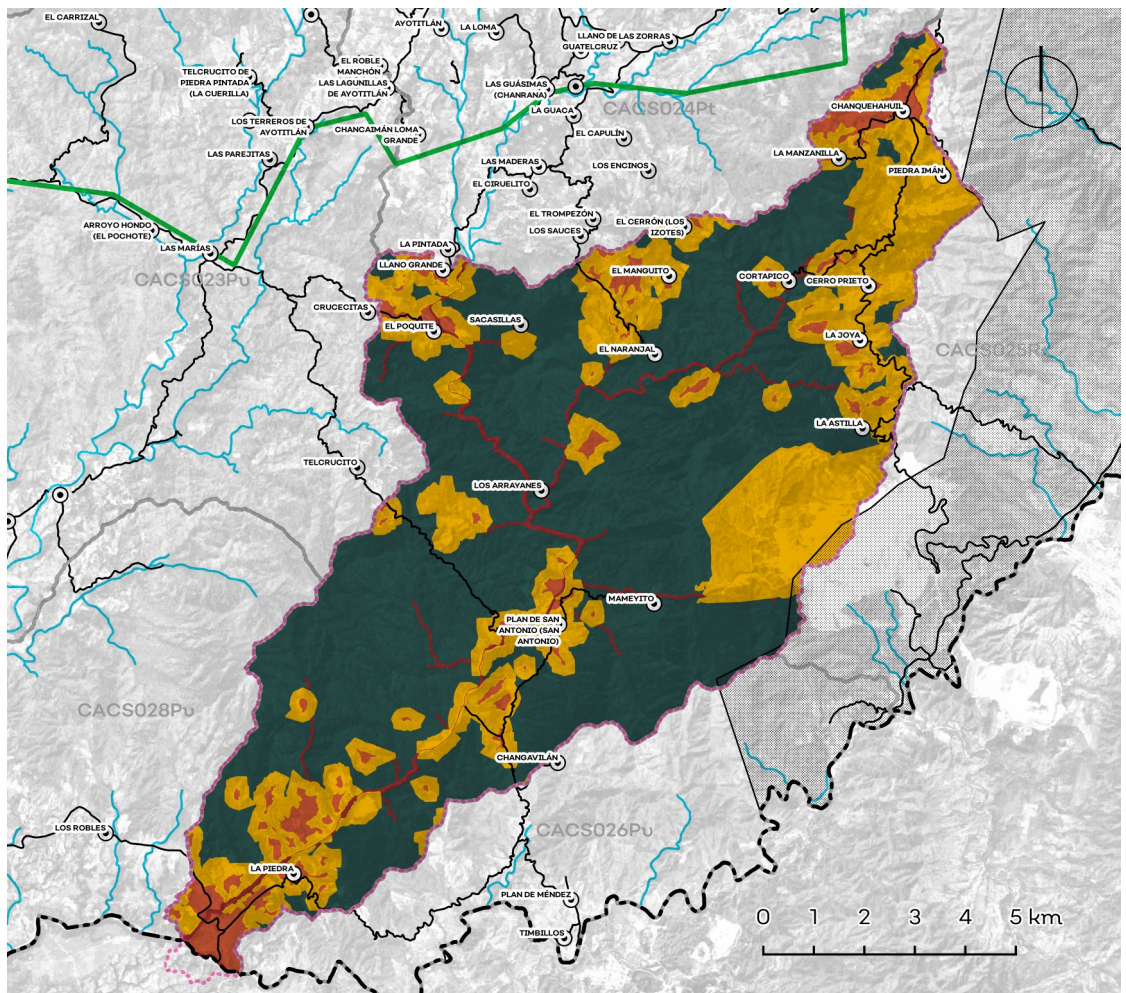 EL CARRIZAL
AYOTITLÁN
LA LOMA
LLANO DE LAS ZORRAS
GUATELCRUZ
EL ROBLE
MANCHÓN
TELCRUCITO DE
PIEDRA PINTADA
(LA CUERILLA)
LAS LAGUNILLAS
DE AYOTITLÁN
LAS GUÁSIMAS
(CHANRANA)
CACS024Pt
LA GUACA
CHANQUEHAHUIL
LOS TERREROS DE
AYOTITLÁN
CHANCAIMÁN LOMA
GRANDE
EL CAPULÍN
LAS PAREJITAS
LAS MADERAS
LOS ENCINOS
LA MANZANILLA
PIEDRA IMÁN
EL CIRUELITO
ARROYO HONDO
(EL POCHOTE)
EL TROMPEZÓN
LOS SAUCES
EL CERRÓN (LOS
IZOTES)
LAS MARÍAS
LA PINTADA
LLANO GRANDE
CACS023Pu
EL MANGUITO
CORTAPICO
CERRO PRIETO
CRUCECITAS
EL POQUITE
SACASILLAS
LA JOYA
EL NARANJAL
CACS025R
LA ASTILLA
TELCRUCITO
LOS ARRAYANES
MAMEYITO
PLAN DE SAN
ANTONIO (SAN
ANTONIO)
CACS028Pu
CHANGAVILÁN
LOS ROBLES
CACS026Pu
LA PIEDRA
PLAN DE MÉNDEZ
TIMBILLOS
0 1 2 3 4 5 km